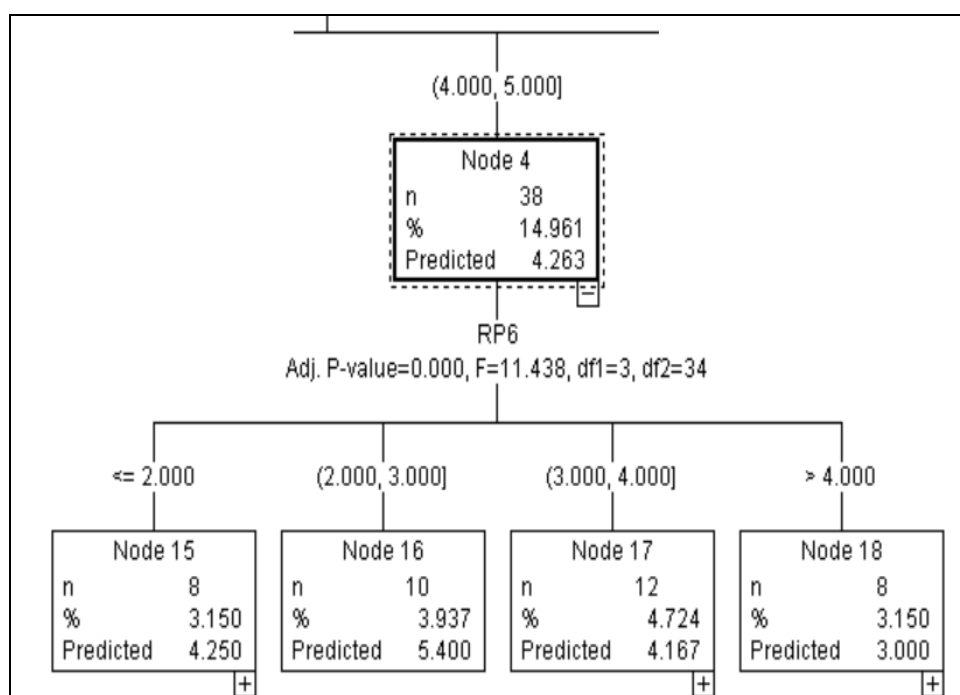 (4.000, 5.000]
Node 4
n 38
% 14.961
Predicted 4.263
RP6
Adj. P-value=0.000, F=11.438, df1=3, df2=34
<= 2.000 (2.000, 3.000] (3.000, 4.000] > 4.000
Node 15
n 8
% 3.150
Predicted 4.250
Node 16
n 10
% 3.937
Predicted 5.400
Node 17
n 12
% 4.724
Predicted 4.167
Node 18
n 8
% 3.150
Predicted 3.000